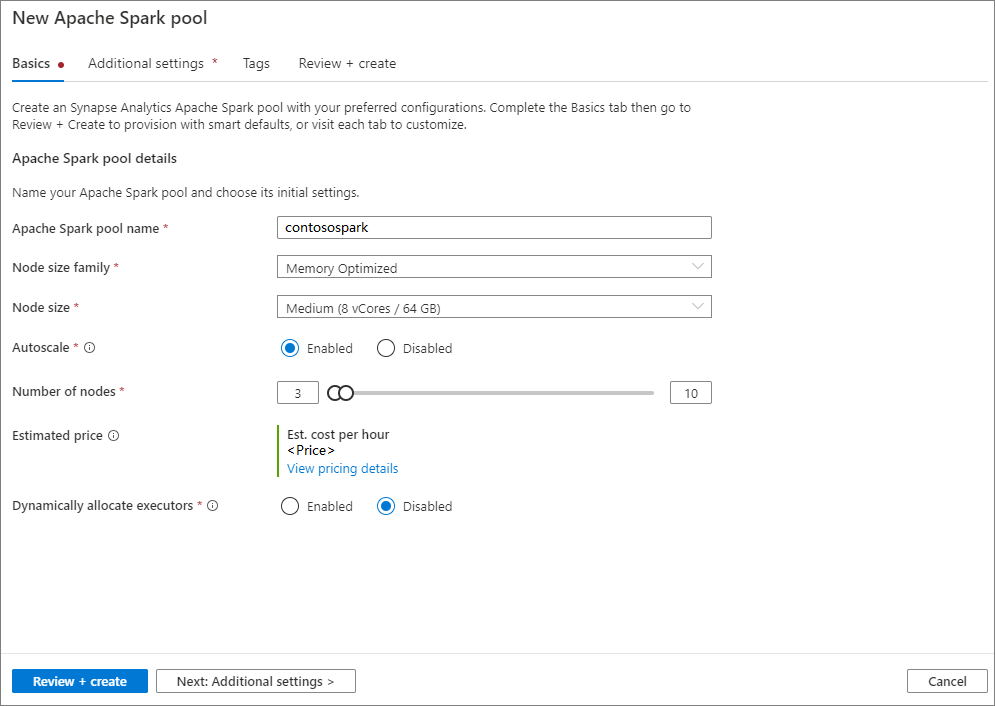 New Apache Spark pool
Basics Additional settings * Tags Review + create
Create an Synapse Analytics Apache Spark pool with your preferred configurations. Complete the Basics tab then go to
Review + Create to provision with smart defaults, or visit each tab to customize.
Apache Spark pool details
Name your Apache Spark pool and choose its initial settings.
Apache Spark pool name * contosospark
Node size family * Memory Optimized
Node size * Medium (8 vCores / 64 GB)
Autoscale * Enabled Disabled
Number of nodes * 3 10
Estimated price Est. cost per hour
<Price>
View pricing details
Dynamically allocate executors * Enabled Disabled
Review + create Next: Additional settings > Cancel